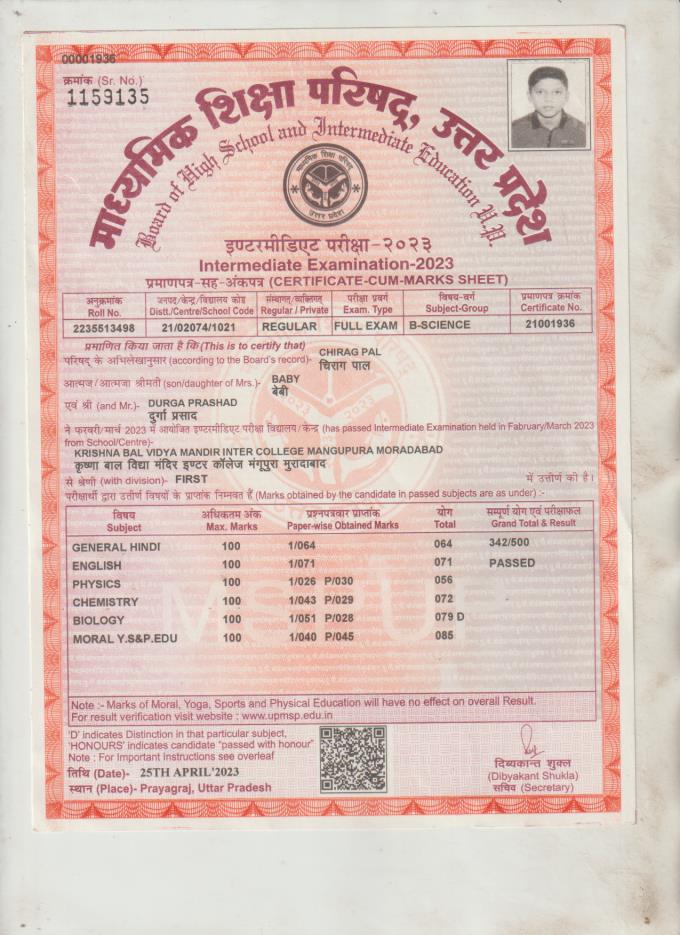 00001936
क्रमांक (Sr. No.)
1159135
माध्यमिक शिक्षा परिषद्, उत्तर प्रदेश
Board of High School and Intermediate Education U.P.
माध्यमिक शिक्षा परिषद्
उत्तर प्रदेश
इण्टरमीडिएट परीक्षा-२०२३
Intermediate Examination-2023
प्रमाणपत्र-सह-अंकपत्र (CERTIFICATE-CUM-MARKS SHEET)
अनुक्रमांक जनपद/केन्द्र/विद्यालय कोड संस्थागत/व्यक्तिगत परीक्षा प्रवर्ग विषय-वर्ग प्रमाणपत्र क्रमांक
Roll No. Distt./Centre/School Code Regular / Private Exam. Type Subject-Group Certificate No.
2235513498 21/02074/1021 REGULAR FULL EXAM B-SCIENCE 21001936
प्रमाणित किया जाता है कि (This is to certify that)
परिषद् के अभिलेखानुसार (according to the Board's record)- CHIRAG PAL
चिराग पाल
आत्मज/आत्मजा श्रीमती (son/daughter of Mrs.)- BABY
बेबी
एवं श्री (and Mr.)- DURGA PRASHAD
दुर्गा प्रसाद
ने फरवरी/मार्च 2023 में आयोजित इण्टरमीडिएट परीक्षा विद्यालय/केन्द्र (has passed Intermediate Examination held in Fabruary/March 2023
from School/Centre)-
KRISHNA BAL VIDYA MANDIR INTER COLLEGE MANGUPURA MORADABAD
कृष्णा बाल विद्या मंदिर इण्टर कॉलेज मंगूपुरा मुरादाबाद
से श्रेणी (with division)- FIRST में उत्तीर्ण की है।
परीक्षार्थी द्वारा उत्तीर्ण विषयों के प्राप्तांक निम्नवत हैं (Marks obtained by the candidate in passed subjects are as under) :-
विषय अधिकतम अंक प्रश्नपत्रवार प्राप्तांक योग सम्पूर्ण योग एवं परीक्षाफल
Subject Max. Marks Paper-wise Obtained Marks Total Grand Total & Result
GENERAL HINDI 100 1/064 064 342/500
ENGLISH 100 1/071 071 PASSED
PHYSICS 100 1/026 P/030 056
CHEMISTRY 100 1/043 P/029 072
BIOLOGY 100 1/051 P/028 079 D
MORAL Y.S&P.EDU 100 1/040 P/045 085
Note :- Marks of Moral, Yoga, Sports and Physical Education will have no effect on overall Result.
For result verification visit website : www.upmsp.edu.in
'D' indicates Distinction in that particular subject,
'HONOURS' indicates candidate "passed with honour"
Note : For Important Instructions see overleaf
तिथि (Date)- 25TH APRIL'2023
स्थान (Place)- Prayagraj, Uttar Pradesh
दिब्यकान्त शुक्ल
(Dibyakant Shukla)
सचिव (Secretary)